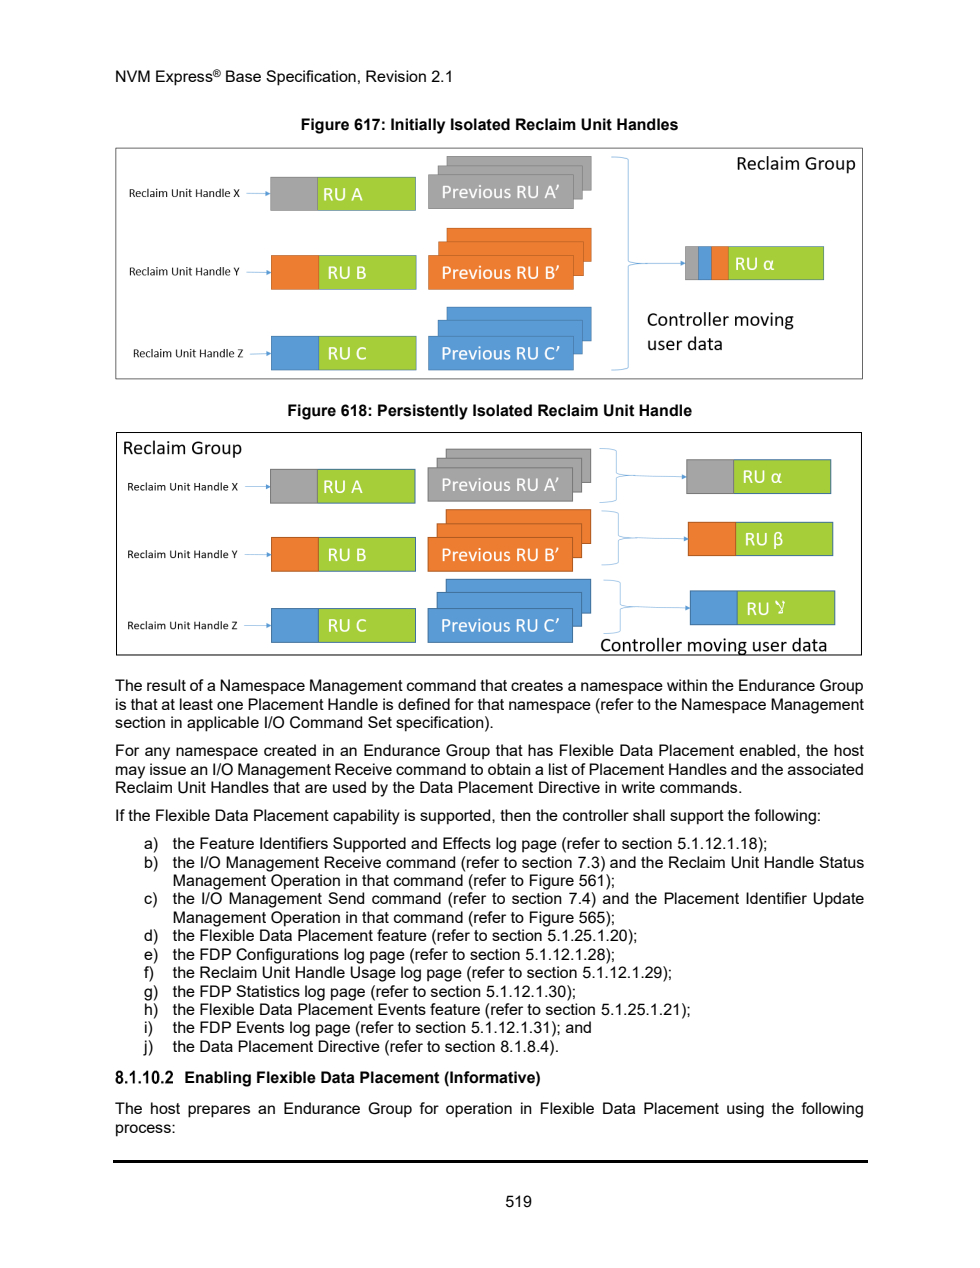 NVM Express® Base Specification, Revision 2.1
Figure 617: Initially Isolated Reclaim Unit Handles
Reclaim Group
Reclaim Unit Handle X
RU A
Previous RU A’
Reclaim Unit Handle Y
RU B
Previous RU B’
RU α
Controller moving
user data
Reclaim Unit Handle Z
RU C
Previous RU C’
Figure 618: Persistently Isolated Reclaim Unit Handle
Reclaim Group
Reclaim Unit Handle X
RU A
Previous RU A’
RU α
Reclaim Unit Handle Y
RU B
Previous RU B’
RU β
Reclaim Unit Handle Z
RU C
Previous RU C’
RU
Controller moving user data
The result of a Namespace Management command that creates a namespace within the Endurance Group
is that at least one Placement Handle is defined for that namespace (refer to the Namespace Management
section in applicable I/O Command Set specification).
For any namespace created in an Endurance Group that has Flexible Data Placement enabled, the host
may issue an I/O Management Receive command to obtain a list of Placement Handles and the associated
Reclaim Unit Handles that are used by the Data Placement Directive in write commands.
If the Flexible Data Placement capability is supported, then the controller shall support the following:
a) the Feature Identifiers Supported and Effects log page (refer to section 5.1.12.1.18);
b) the I/O Management Receive command (refer to section 7.3) and the Reclaim Unit Handle Status
Management Operation in that command (refer to Figure 561);
c) the I/O Management Send command (refer to section 7.4) and the Placement Identifier Update
Management Operation in that command (refer to Figure 565);
d) the Flexible Data Placement feature (refer to section 5.1.25.1.20);
e) the FDP Configurations log page (refer to section 5.1.12.1.28);
f) the Reclaim Unit Handle Usage log page (refer to section 5.1.12.1.29);
g) the FDP Statistics log page (refer to section 5.1.12.1.30);
h) the Flexible Data Placement Events feature (refer to section 5.1.25.1.21);
i) the FDP Events log page (refer to section 5.1.12.1.31); and
j) the Data Placement Directive (refer to section 8.1.8.4).
8.1.10.2 Enabling Flexible Data Placement (Informative)
The host prepares an Endurance Group for operation in Flexible Data Placement using the following
process:
519